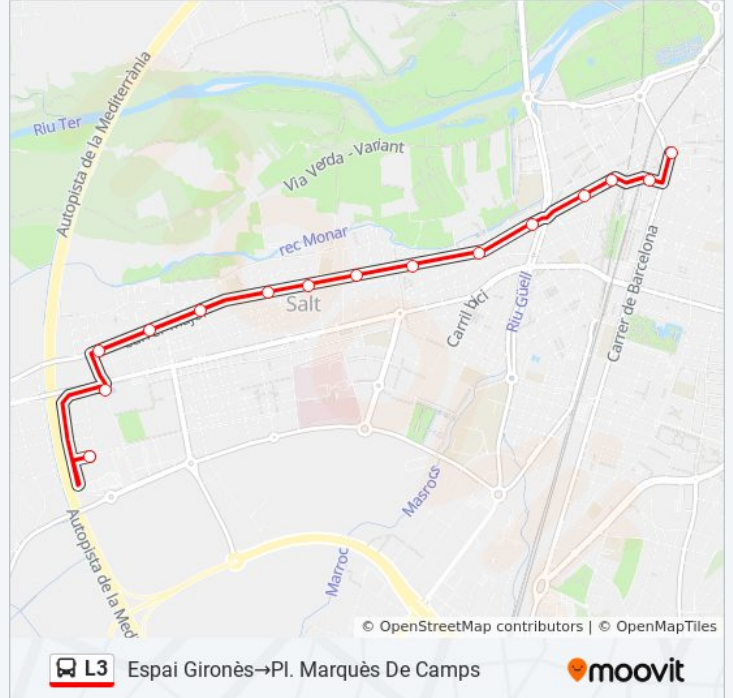 Autopista de la Mediterrània
Riu Ter
Via Verda - Variant
rec Monar
Salt
Carril bici
Riu Güell
Carrer de Barcelona
Masrocs
Marroc
Autopista de la Med
© OpenStreetMap contributors | © OpenMapTiles
L3 Espai Gironès→Pl. Marquès De Camps
moovit